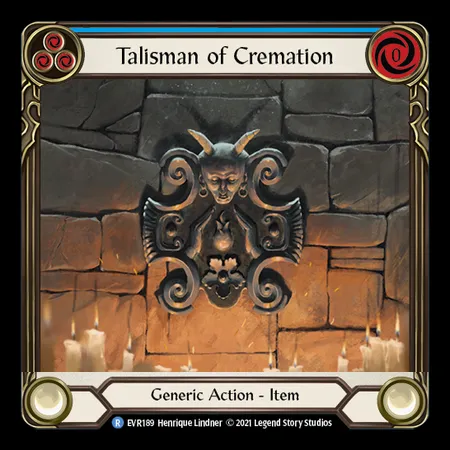 Talisman of Cremation
0
Generic Action - Item
R EVR189 Henrique Lindner © 2021 Legend Story Studios